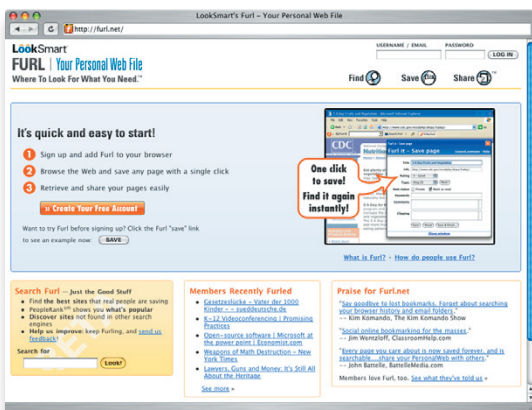 LookSmart's Furl – Your Personal Web File
http://furl.net/
LookSmart
FURL | Your Personal Web File
Where To Look For What You Need.™
USERNAME / EMAIL PASSWORD
LOG IN
Find Save Share
It's quick and easy to start!
1 Sign up and add Furl to your browser
2 Browse the Web and save any page with a single click
3 Retrieve and share your pages easily
» Create Your Free Account
Want to try Furl before signing up? Click the Furl "save" link
to see an example now: SAVE
CDC
Nutrition
Furl it – Save page
One click
to save!
Find it again
instantly!
What is Furl? · How do people use Furl?
Search Furl — Just the Good Stuff
Find the best sites that real people are saving
PeopleRank shows you what's popular
Discover sites not found in other search
engines
Help us improve: keep Furling, and send us
feedback!
Search for
Look!
Members Recently Furled
Gesetzeslücke – Vater der 1000
Kinder - - sueddeutsche.de
K-12 Videoconferencing | Promising
Practices
Open-source software | Microsoft at
the power point | Economist.com
Weapons of Math Destruction – New
York Times
Lawyers, Guns and Money: It's Still All
About the Heritage
See more »
Praise for Furl.net
"Say goodbye to lost bookmarks. Forget about searching
your browser history and email folders."
-- Kim Komando, The Kim Komando Show
"Social online bookmarking for the masses."
-- Jim Wentzloff, ClassroomHelp.com
"Every page you care about is now saved forever, and is
searchable....share your PersonalWeb with others."
-- John Battelle, BattelleMedia.com
Members love Furl, too. See what they've told us »